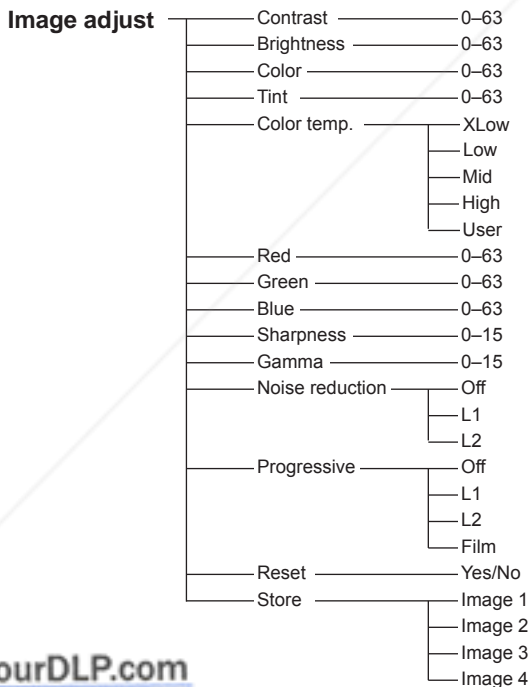 Image adjust Contrast 0–63
Brightness 0–63
Color 0–63
Tint 0–63
Color temp. XLow
Low
Mid
High
User
Red 0–63
Green 0–63
Blue 0–63
Sharpness 0–15
Gamma 0–15
Noise reduction Off
L1
L2
Progressive Off
L1
L2
Film
Reset Yes/No
Store Image 1
Image 2
Image 3
Image 4
ourDLP.com